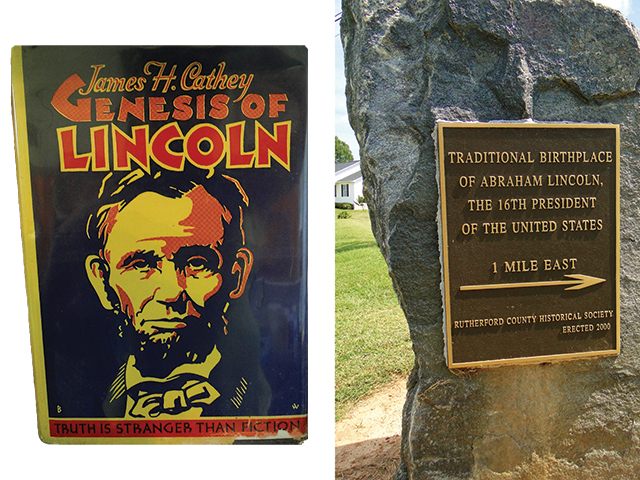 James H. Cathey
GENESIS OF
LINCOLN
B W
TRUTH IS STRANGER THAN FICTION
TRADITIONAL BIRTHPLACE
OF ABRAHAM LINCOLN,
THE 16TH PRESIDENT
OF THE UNITED STATES
1 MILE EAST
RUTHERFORD COUNTY HISTORICAL SOCIETY
ERECTED 2000